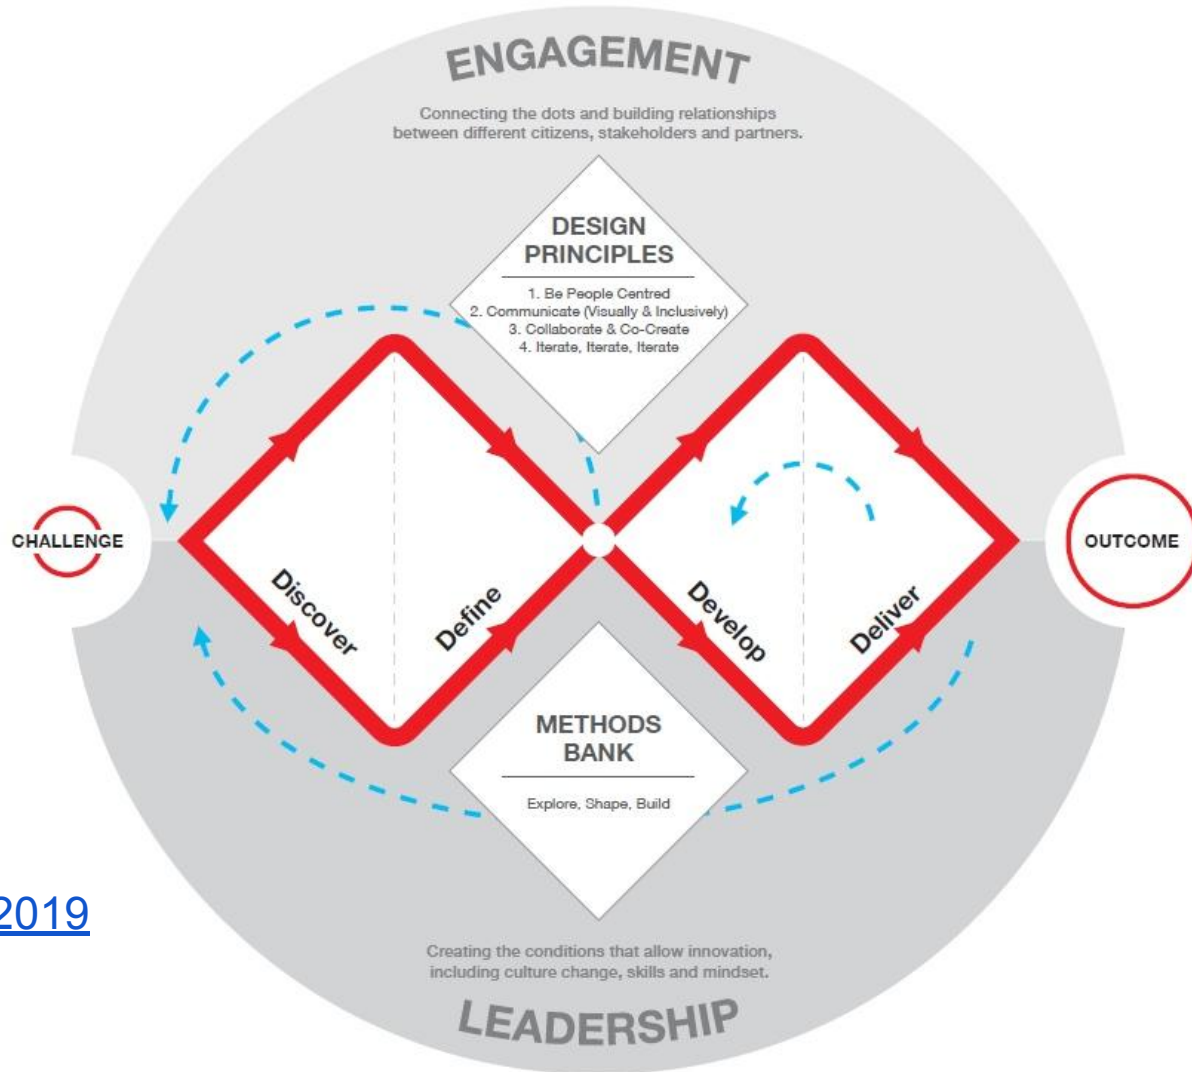 ENGAGEMENT
Connecting the dots and building relationships
between different citizens, stakeholders and partners.
DESIGN
PRINCIPLES
1. Be People Centred
2. Communicate (Visually & Inclusively)
3. Collaborate & Co-Create
4. Iterate, Iterate, Iterate
CHALLENGE
OUTCOME
Discover
Define
Develop
Deliver
METHODS
BANK
Explore, Shape, Build
2019
Creating the conditions that allow innovation,
including culture change, skills and mindset.
LEADERSHIP